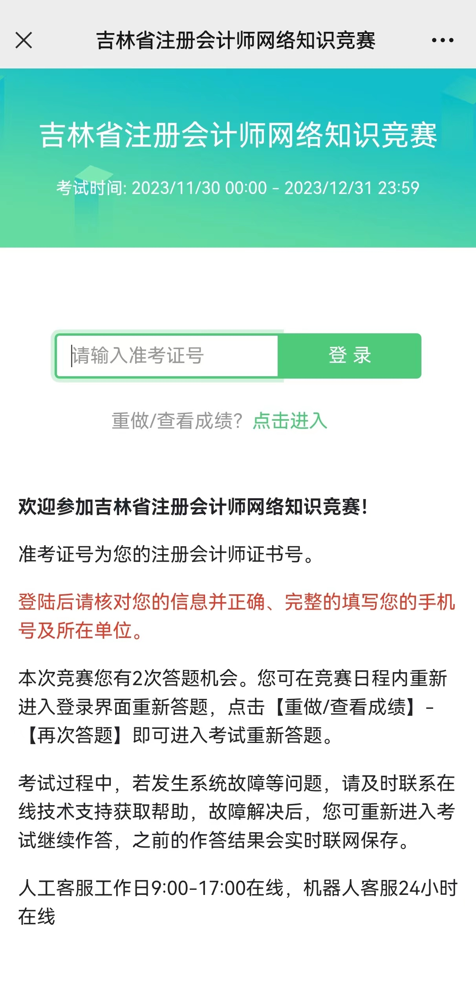 吉林省注册会计师网络知识竞赛
吉林省注册会计师网络知识竞赛
考试时间: 2023/11/30 00:00 - 2023/12/31 23:59
请输入准考证号
登 录
重做/查看成绩？点击进入
欢迎参加吉林省注册会计师网络知识竞赛！
准考证号为您的注册会计师证书号。
登陆后请核对您的信息并正确、完整的填写您的手机
号及所在单位。
本次竞赛您有2次答题机会。您可在竞赛日程内重新
进入登录界面重新答题，点击【重做/查看成绩】-
【再次答题】即可进入考试重新答题。
考试过程中，若发生系统故障等问题，请及时联系在
线技术支持获取帮助，故障解决后，您可重新进入考
试继续作答，之前的作答结果会实时联网保存。
人工客服工作日9:00-17:00在线，机器人客服24小时
在线